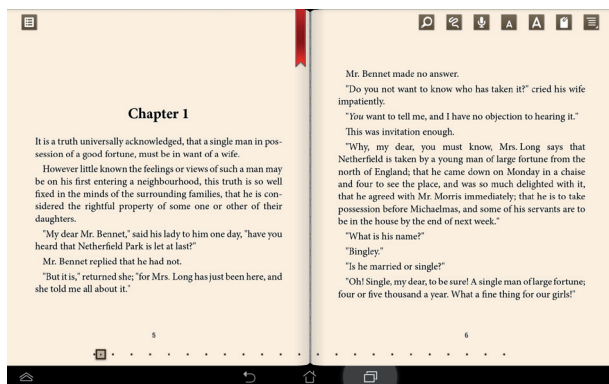 Chapter 1
It is a truth universally acknowledged, that a single man in pos-
session of a good fortune, must be in want of a wife.
However little known the feelings or views of such a man may
be on his first entering a neighbourhood, this truth is so well
fixed in the minds of the surrounding families, that he is con-
sidered the rightful property of some one or other of their
daughters.
"My dear Mr. Bennet," said his lady to him one day, "have you
heard that Netherfield Park is let at last?"
Mr. Bennet replied that he had not.
"But it is," returned she; "for Mrs. Long has just been here, and
she told me all about it."
5
A
A
Mr. Bennet made no answer.
"Do you not want to know who has taken it?" cried his wife
impatiently.
"You want to tell me, and I have no objection to hearing it."
This was invitation enough.
"Why, my dear, you must know, Mrs. Long says that
Netherfield is taken by a young man of large fortune from the
north of England; that he came down on Monday in a chaise
and four to see the place, and was so much delighted with it,
that he agreed with Mr. Morris immediately; that he is to take
possession before Michaelmas, and some of his servants are to
be in the house by the end of next week."
"What is his name?"
"Bingley."
"Is he married or single?"
"Oh! Single, my dear, to be sure! A single man of large fortune;
four or five thousand a year. What a fine thing for our girls!"
6